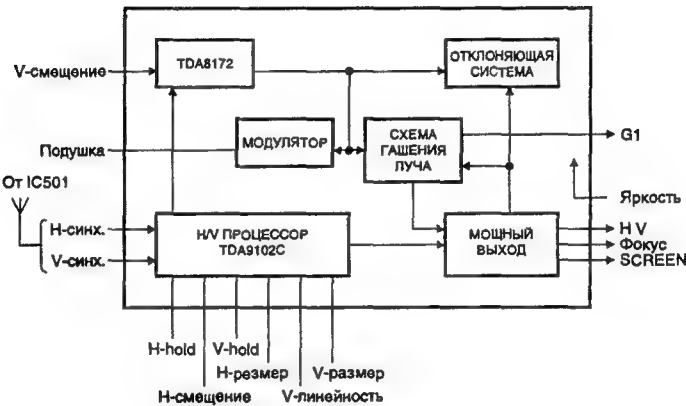 TDA8172
ОТКЛОНЯЮЩАЯ
СИСТЕМА
V-смещение
МОДУЛЯТОР
СХЕМА
ГАШЕНИЯ
ЛУЧА
G1
Подушка
От IC501
Яркость
Н-синх.
V-синх.
H/V ПРОЦЕССОР
TDA9102C
МОЩНЫЙ
ВЫХОД
H V
Фокус
SCREEN
H-hold
V-hold
Н-резмер
V-размер
Н-смещение
V-линейность